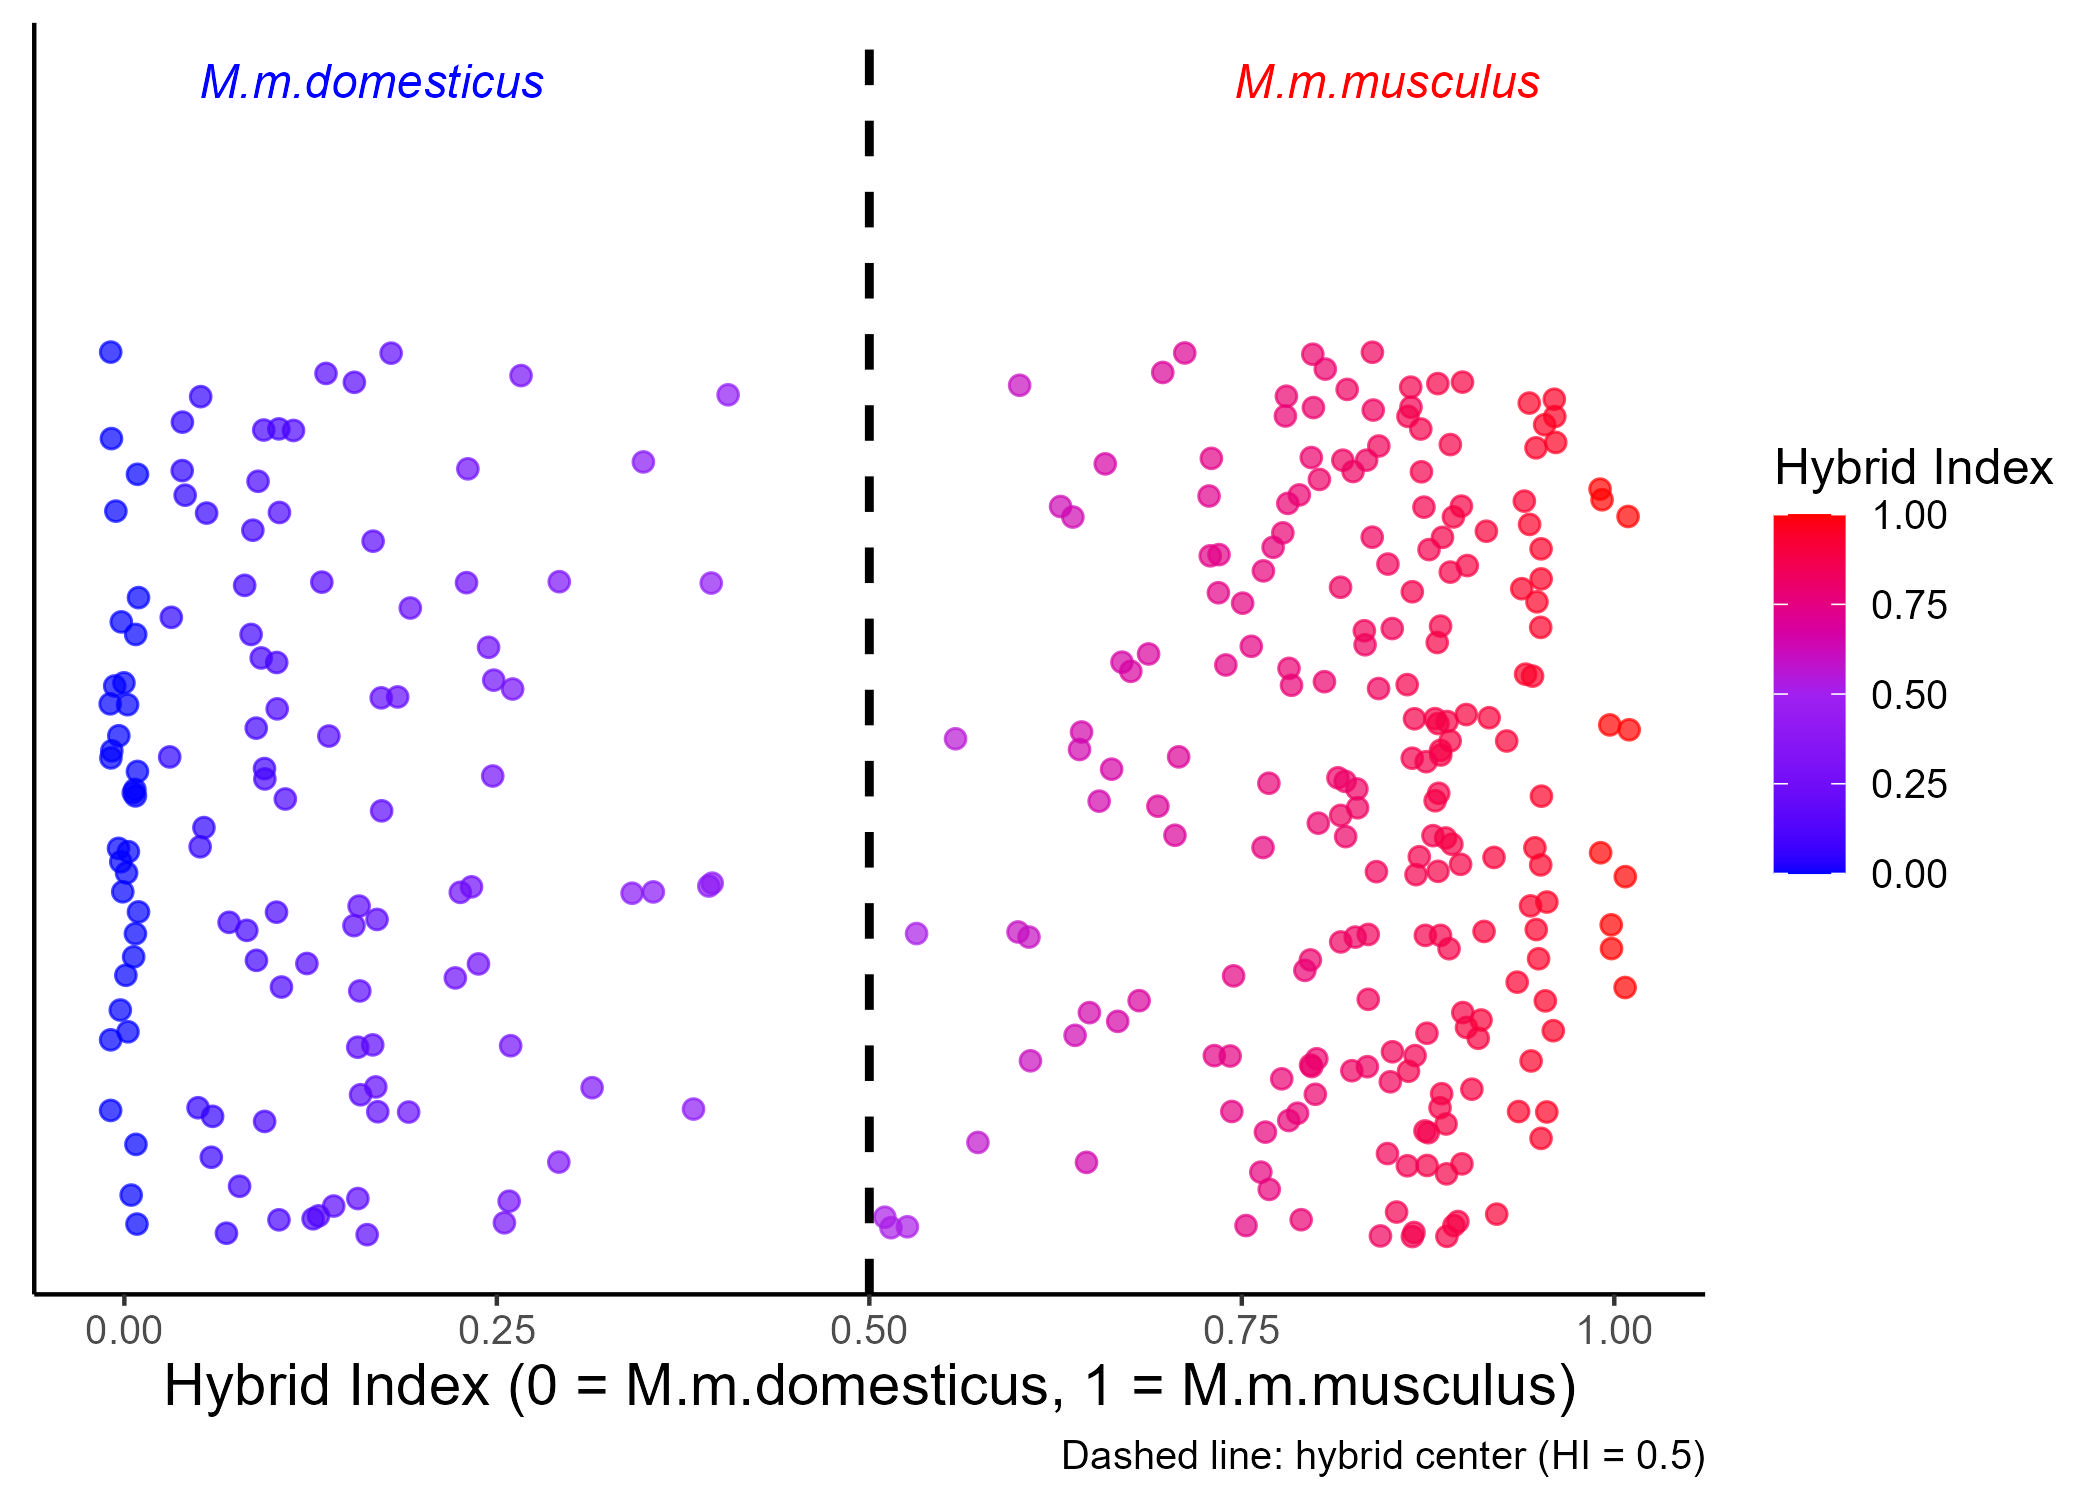 M.m.domesticus
M.m.musculus
Hybrid Index
1.00
0.75
0.50
0.25
0.00
0.00
0.25
0.50
0.75
1.00
Hybrid Index (0 = M.m.domesticus, 1 = M.m.musculus)
Dashed line: hybrid center (HI = 0.5)